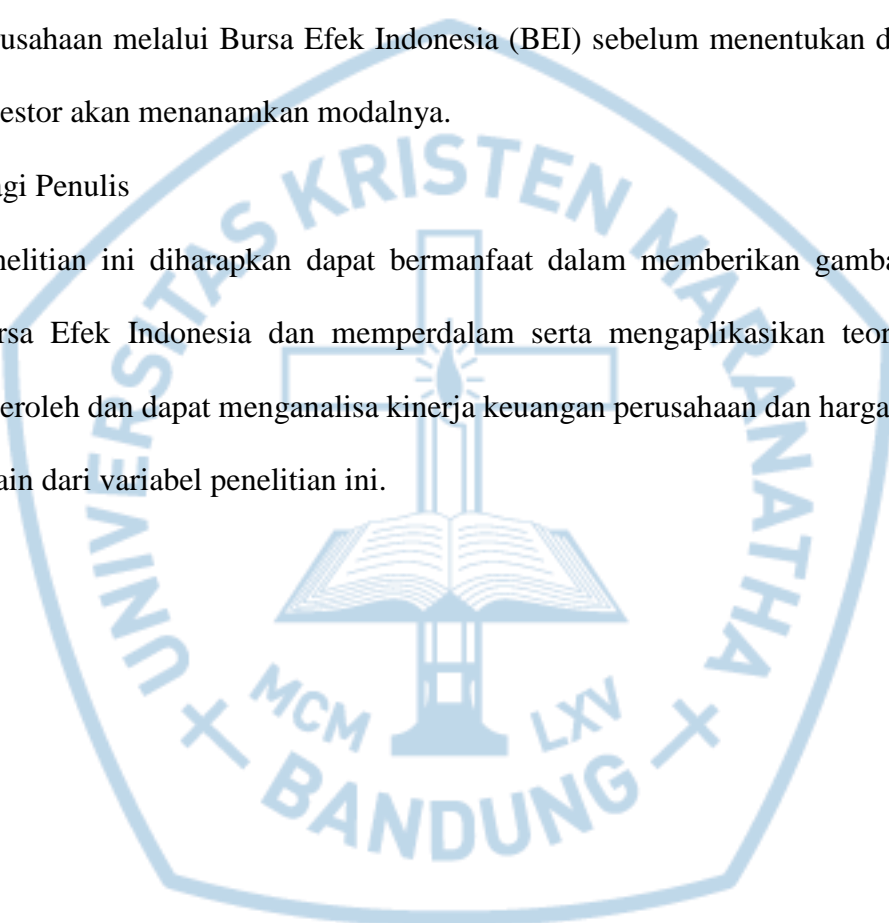 rusahaan melalui Bursa Efek Indonesia (BEI) sebelum menentukan d
estor akan menanamkan modalnya.
agi Penulis
nelitian ini diharapkan dapat bermanfaat dalam memberikan gamba
rsa Efek Indonesia dan memperdalam serta mengaplikasikan teor
eroleh dan dapat menganalisa kinerja keuangan perusahaan dan harga
ain dari variabel penelitian ini.
UNIVERSITAS KRISTEN MARANATHA
MCM LXV
BANDUNG